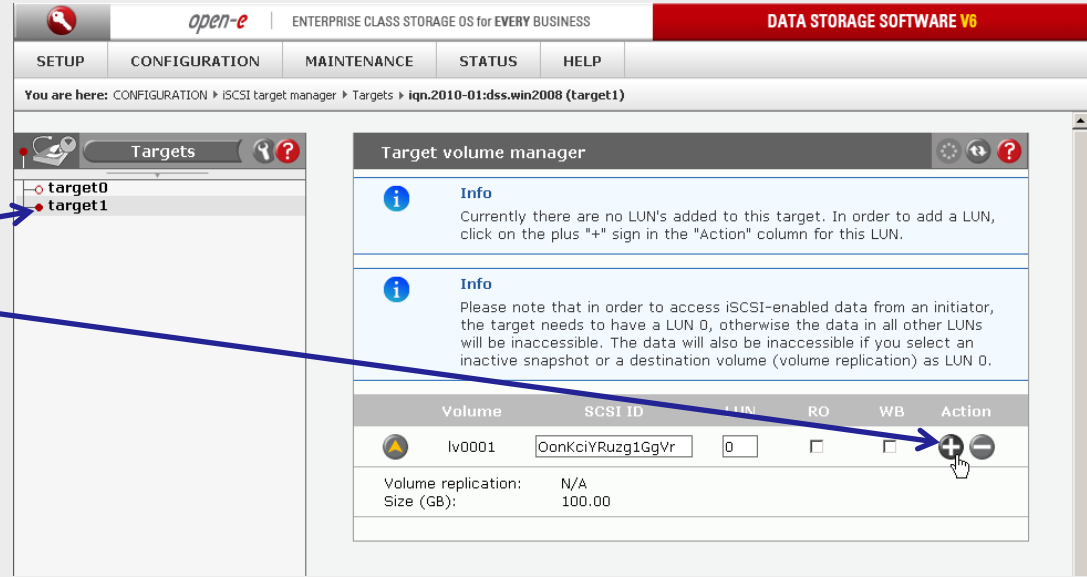 open-e ENTERPRISE CLASS STORAGE OS for EVERY BUSINESS DATA STORAGE SOFTWARE V6
SETUP CONFIGURATION MAINTENANCE STATUS HELP
You are here: CONFIGURATION ▸ iSCSI target manager ▸ Targets ▸ iqn.2010-01:dss.win2008 (target1)
Targets
target0
target1
Target volume manager
Info
Currently there are no LUN's added to this target. In order to add a LUN,
click on the plus "+" sign in the "Action" column for this LUN.
Info
Please note that in order to access iSCSI-enabled data from an initiator,
the target needs to have a LUN 0, otherwise the data in all other LUNs
will be inaccessible. The data will also be inaccessible if you select an
inactive snapshot or a destination volume (volume replication) as LUN 0.
Volume SCSI ID LUN RO WB Action
lv0001 OonKciYRuzg1GgVr 0
Volume replication: N/A
Size (GB): 100.00